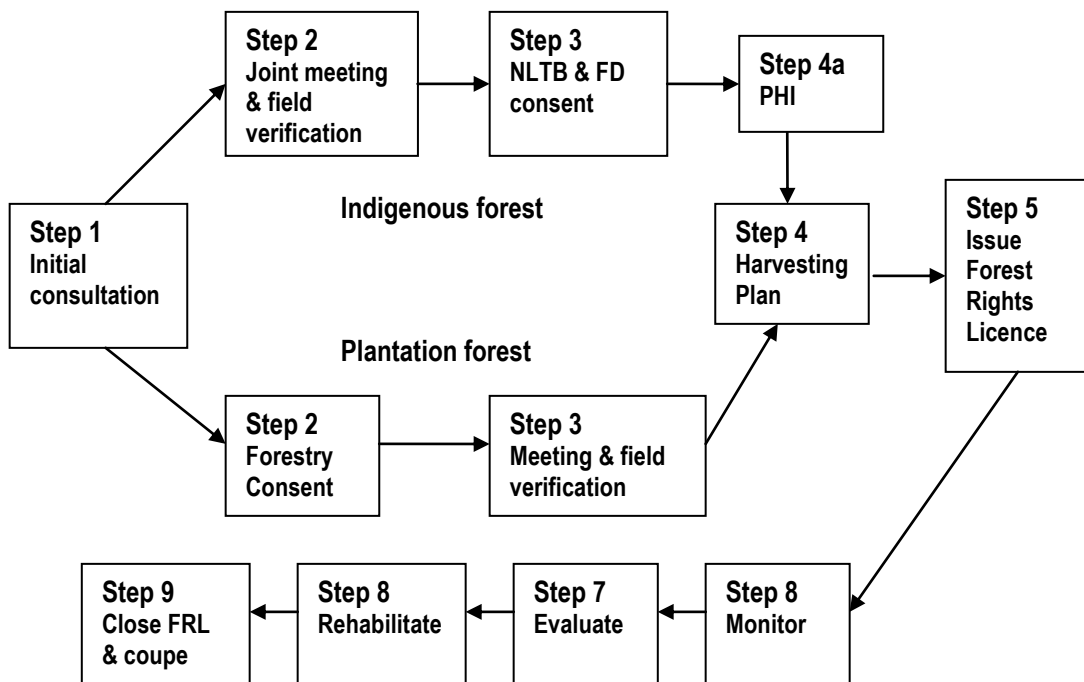 Step 1
Initial
consultation
Step 2
Joint meeting
& field
verification
Step 3
NLTB & FD
consent
Step 4a
PHI
Indigenous forest
Plantation forest
Step 2
Forestry
Consent
Step 3
Meeting & field
verification
Step 4
Harvesting
Plan
Step 5
Issue
Forest
Rights
Licence
Step 8
Monitor
Step 7
Evaluate
Step 8
Rehabilitate
Step 9
Close FRL
& coupe